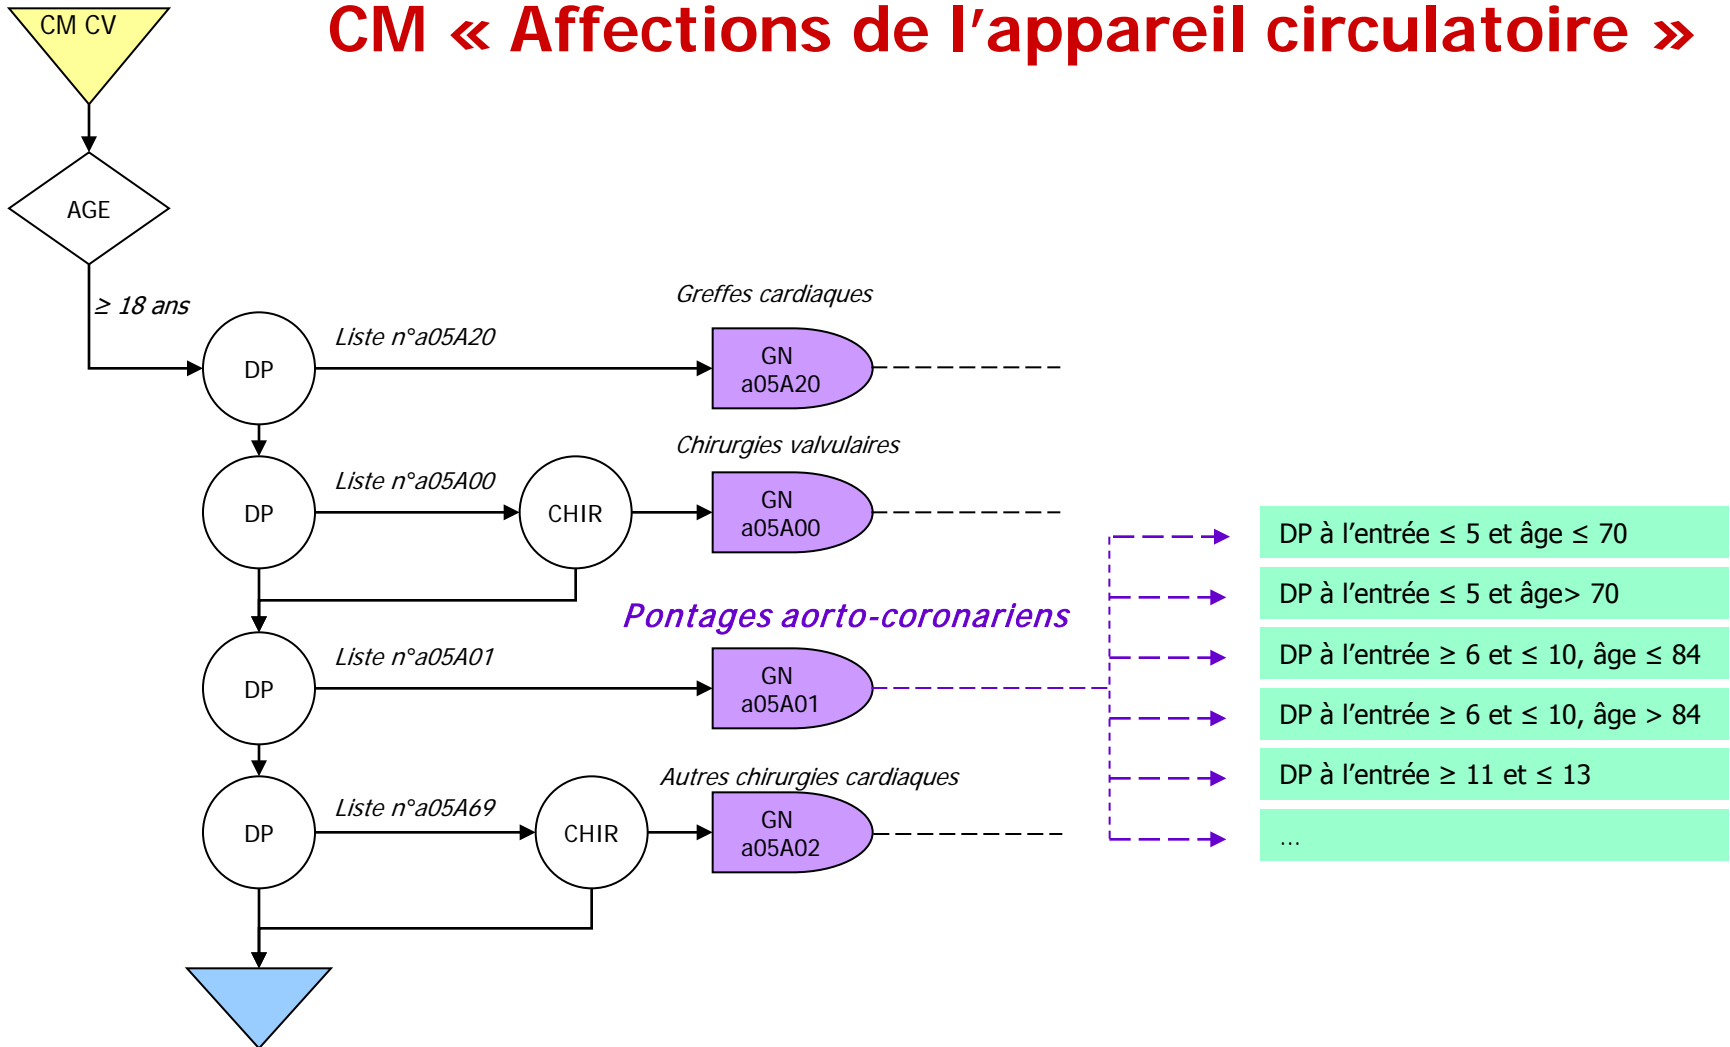 CM CV
CM « Affections de l'appareil circulatoire »
AGE
≥ 18 ans
Greffes cardiaques
Liste n°a05A20
DP
GN
a05A20
Chirurgies valvulaires
Liste n°a05A00
DP
CHIR
GN
a05A00
DP à l'entrée ≤ 5 et âge ≤ 70
DP à l'entrée ≤ 5 et âge> 70
Pontages aorto-coronariens
Liste n°a05A01
DP à l'entrée ≥ 6 et ≤ 10, âge ≤ 84
DP
GN
a05A01
DP à l'entrée ≥ 6 et ≤ 10, âge > 84
Autres chirurgies cardiaques
DP à l'entrée ≥ 11 et ≤ 13
Liste n°a05A69
DP
CHIR
GN
a05A02
...